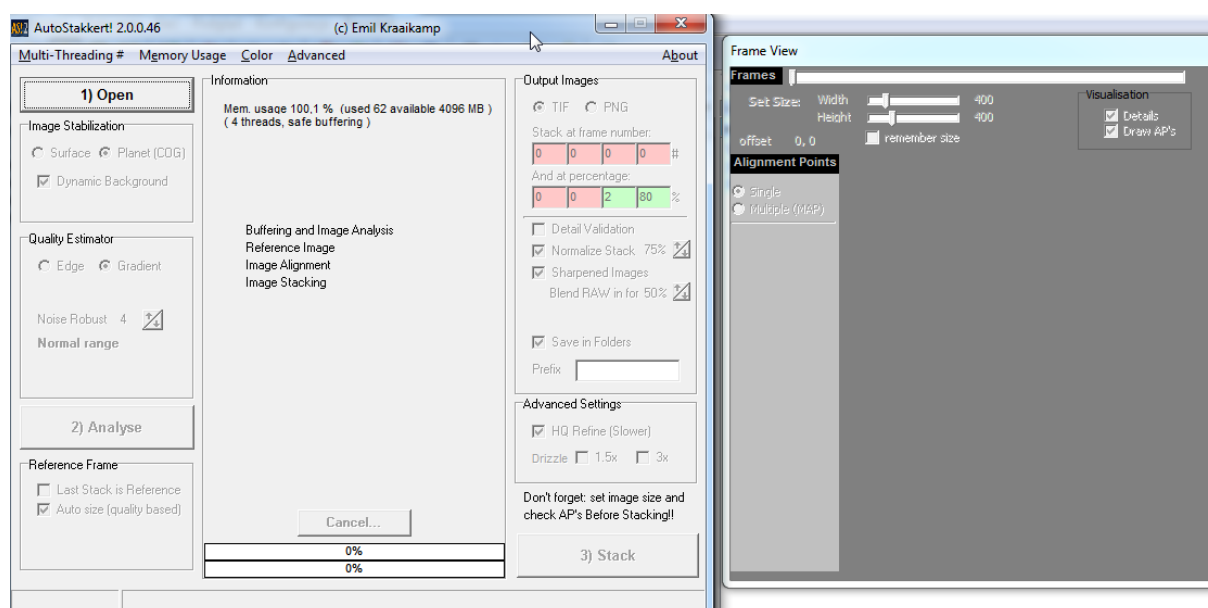 AS!2 AutoStakkert! 2.0.0.46 (c) Emil Kraaikamp
Multi-Threading # Memory Usage Color Advanced About
1) Open
Image Stabilization
Surface Planet (COG)
Dynamic Background
Quality Estimator
Edge Gradient
Noise Robust 4
Normal range
2) Analyse
Reference Frame
Last Stack is Reference
Auto size (quality based)
Information
Mem. usage 100,1 % (used 62 available 4096 MB )
( 4 threads, safe buffering )
Buffering and Image Analysis
Reference Image
Image Alignment
Image Stacking
Cancel...
0%
0%
Output Images
TIF PNG
Stack at frame number:
0 0 0 0 #
And at percentage:
0 0 2 80 %
Detail Validation
Normalize Stack 75%
Sharpened Images
Blend RAW in for 50%
Save in Folders
Prefix
Advanced Settings
HQ Refine (Slower)
Drizzle 1.5x 3x
Don't forget: set image size and
check AP's Before Stacking!!
3) Stack
Frame View
Frames
Set Size: Width 400
Height 400
offset 0,0 remember size
Visualisation
Details
Draw AP's
Alignment Points
Single
Multiple (MAP)